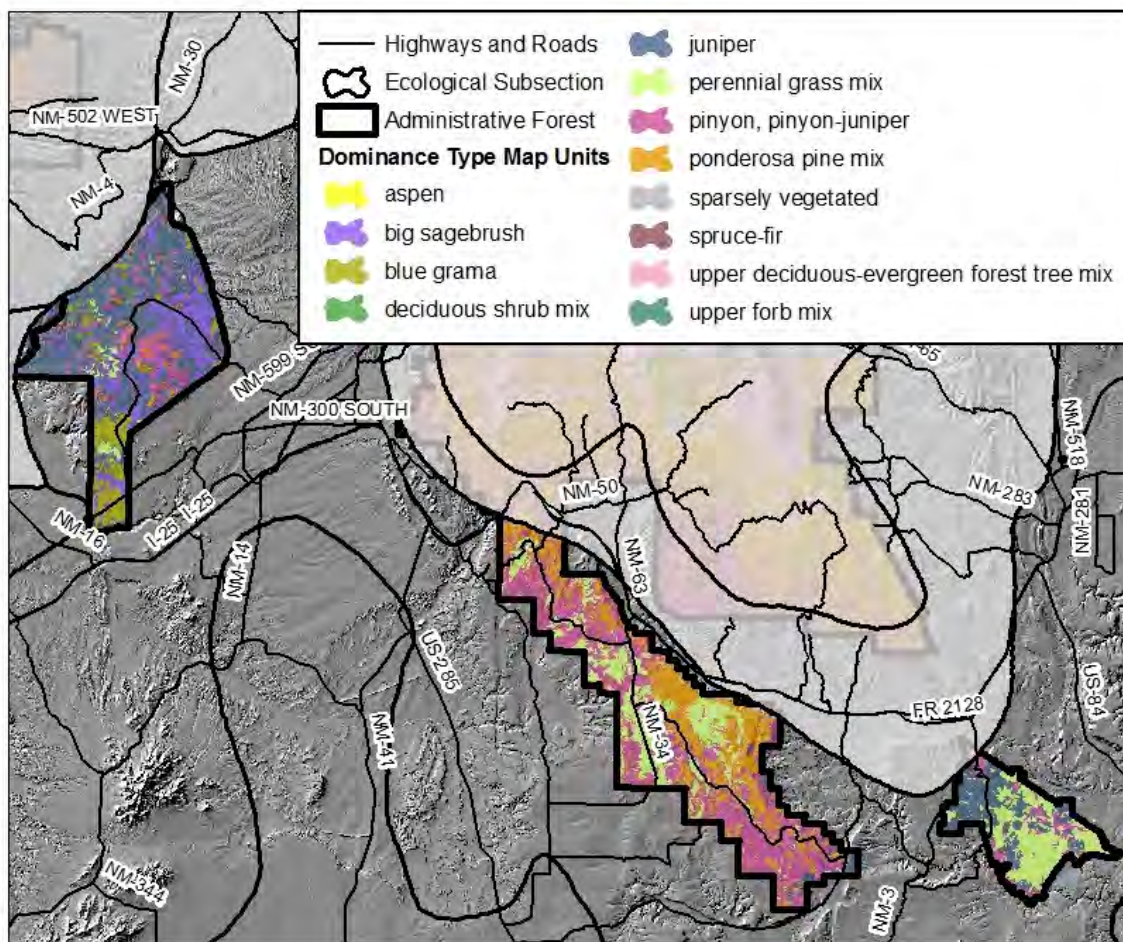 Highways and Roads
Ecological Subsection
Administrative Forest
Dominance Type Map Units
aspen
big sagebrush
blue grama
deciduous shrub mix
juniper
perennial grass mix
pinyon, pinyon-juniper
ponderosa pine mix
sparsely vegetated
spruce-fir
upper deciduous-evergreen forest tree mix
upper forb mix
NM-30
NM-502 WEST
NM-4
NM-599
NM-300 SOUTH
NM-518
NM-50
NM-283
NM-281
NM-16
I-25
I-25
NM-14
NM-63
US-285
US-84
FR 2128
NM-34
NM-41
NM-344
NM-3